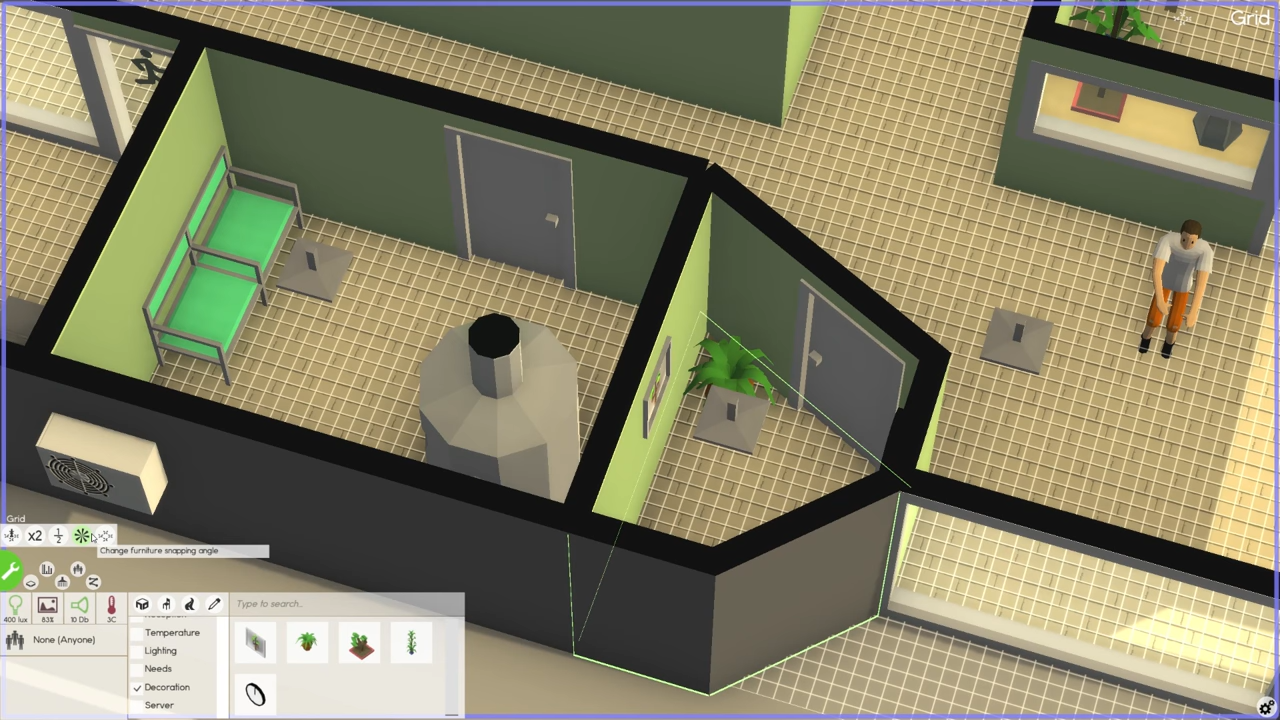 Grid
Grid
x2
1/2
Change furniture snapping angle
Type to search..
400 lux
83%
10 Db
3C
None (Anyone)
Temperature
Lighting
Needs
Decoration
Server